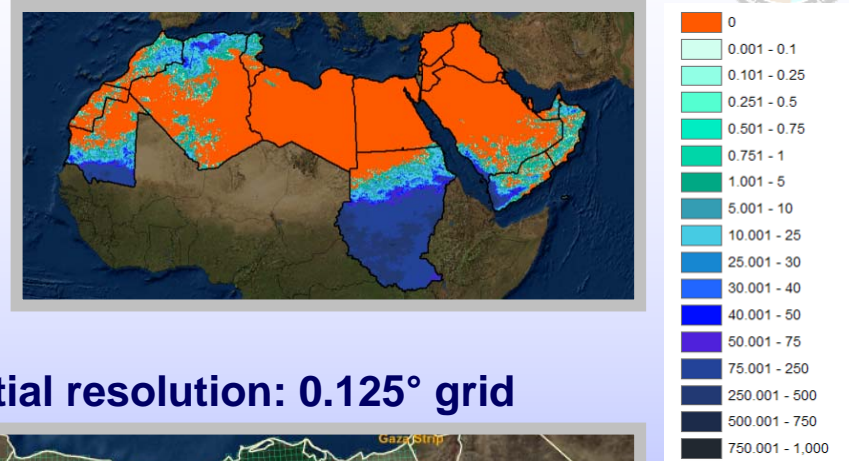 0
0.001 - 0.1
0.101 - 0.25
0.251 - 0.5
0.501 - 0.75
0.751 - 1
1.001 - 5
5.001 - 10
10.001 - 25
25.001 - 30
30.001 - 40
40.001 - 50
50.001 - 75
75.001 - 250
250.001 - 500
500.001 - 750
750.001 - 1,000
tial resolution: 0.125° grid
Gaza Strip